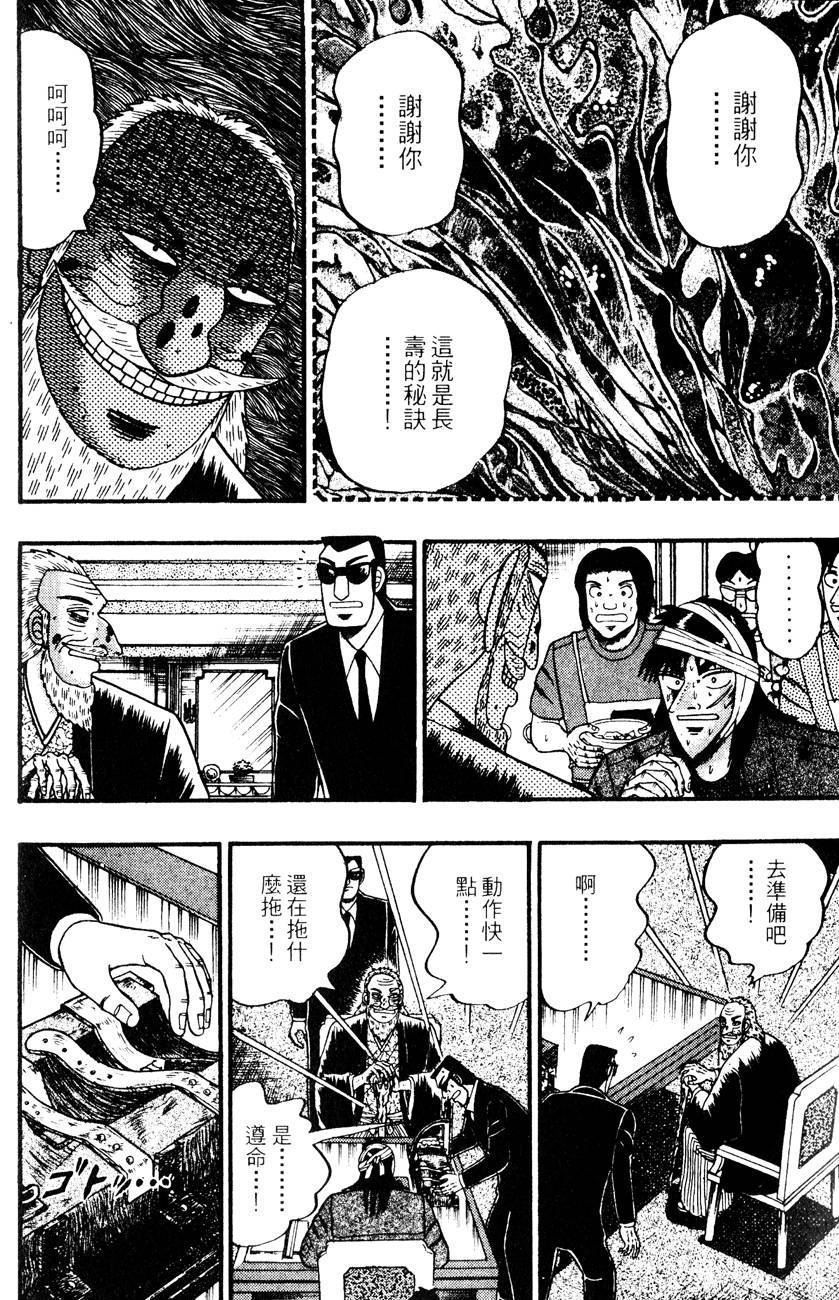 謝謝你
………
謝謝你
………
這就是長
壽的秘訣
………！
呵呵呵……
……
去準備吧
……！
啊……
動作快一
點……！
還在拖什
麼拖…！
是……
遵命…！
ゴトッ…